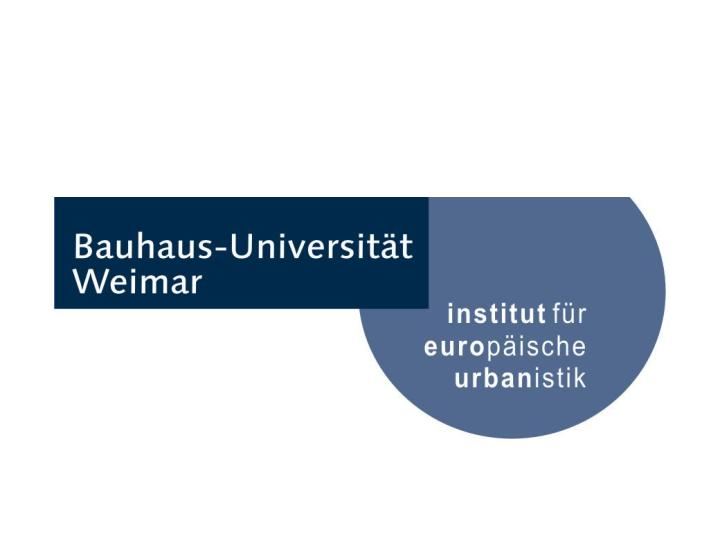 Bauhaus-Universität
Weimar
institut für
europäische
urbanistik